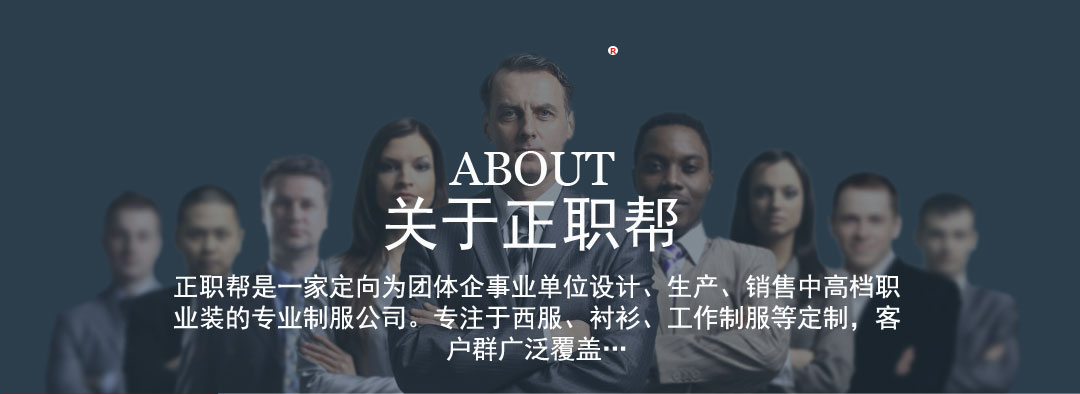 ®
ABOUT
关于正职帮
正职帮是一家定向为团体企事业单位设计、生产、销售中高档职
业装的专业制服公司。专注于西服、衬衫、工作制服等定制，客
户群广泛覆盖…